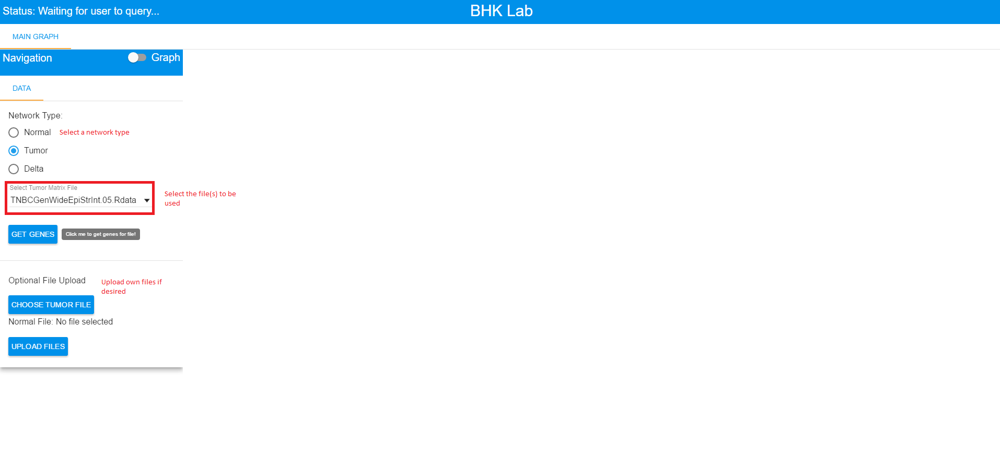 Status: Waiting for user to query...
BHK Lab
MAIN GRAPH
Navigation
Graph
DATA
Network Type:
Normal
Select a network type
Tumor
Delta
Select Tumor Matrix File
TNBCGenWideEpiStrInt.05.Rdata
Select the file(s) to be
used
GET GENES
Click me to get genes for file!
Optional File Upload
Upload own files if
desired
CHOOSE TUMOR FILE
Normal File: No file selected
UPLOAD FILES